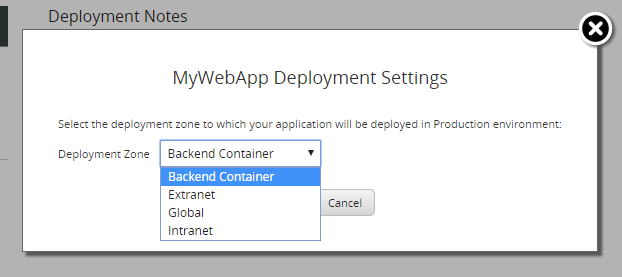 Deployment Notes
MyWebApp Deployment Settings
Select the deployment zone to which your application will be deployed in Production environment:
Deployment Zone Backend Container
Backend Container
Extranet
Global
Intranet
Cancel